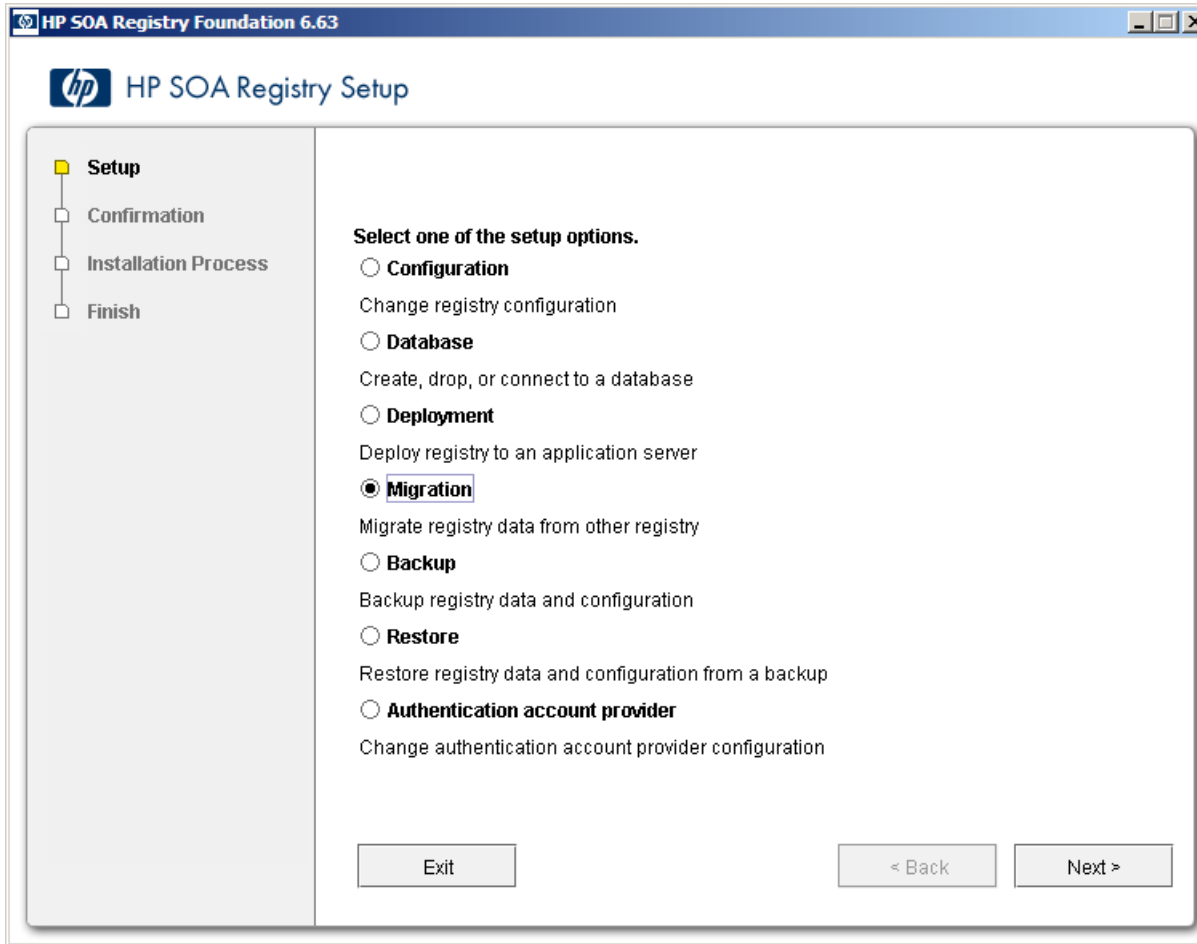 HP SOA Registry Foundation 6.63
hp HP SOA Registry Setup
Setup
Confirmation
Installation Process
Finish
Select one of the setup options.
Configuration
Change registry configuration
Database
Create, drop, or connect to a database
Deployment
Deploy registry to an application server
Migration
Migrate registry data from other registry
Backup
Backup registry data and configuration
Restore
Restore registry data and configuration from a backup
Authentication account provider
Change authentication account provider configuration
Exit
< Back
Next >